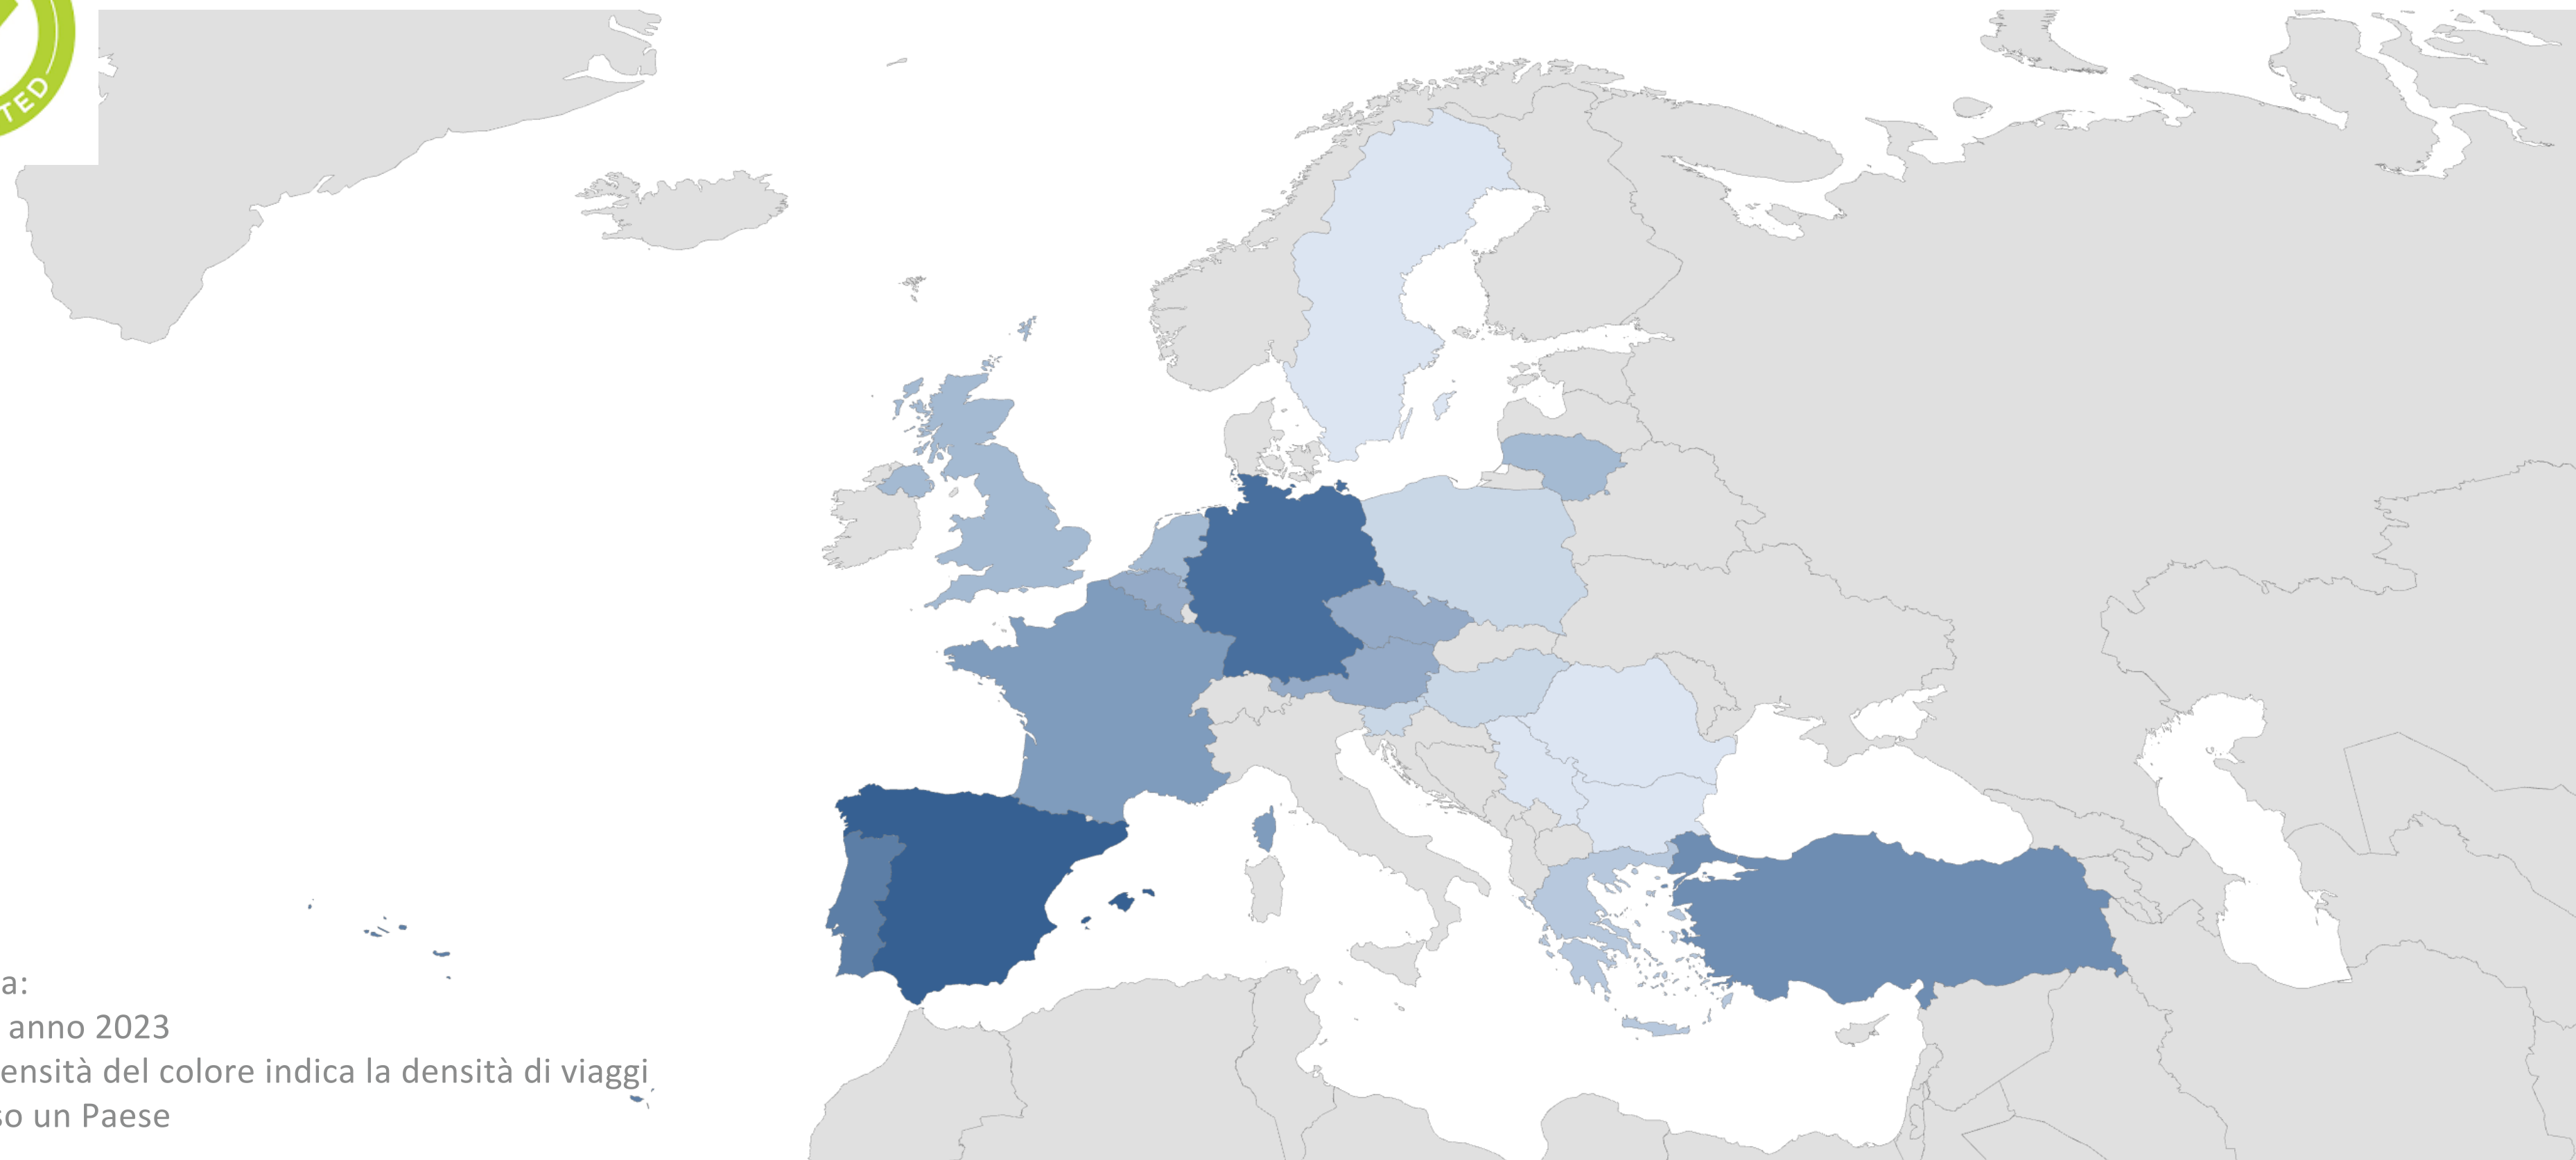 TED
a:
anno 2023
ensità del colore indica la densità di viaggi
so un Paese